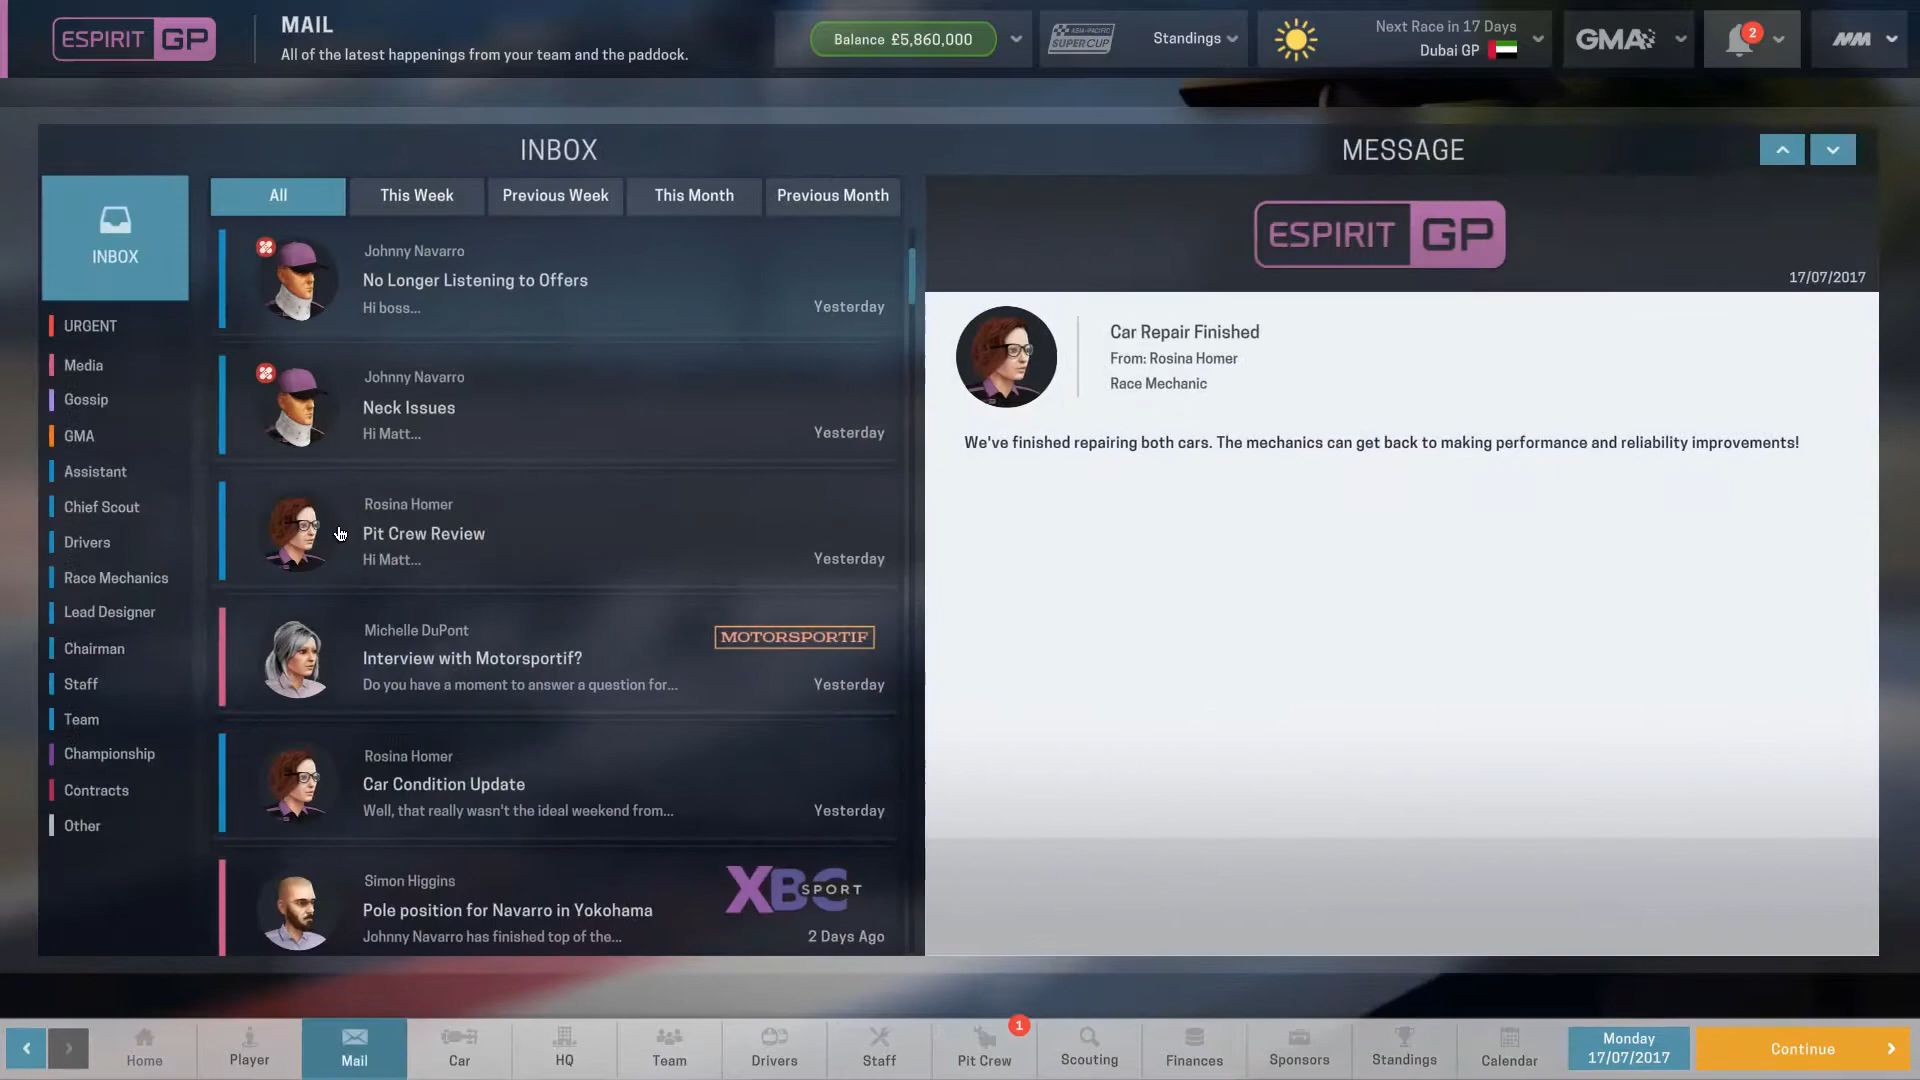 ESPIRIT GP
MAIL
All of the latest happenings from your team and the paddock.
Balance £5,860,000
ASIA-PACIFIC
SUPER CUP
Standings
Next Race in 17 Days
Dubai GP
GMA
2
MM
INBOX
MESSAGE
INBOX
URGENT
Media
Gossip
GMA
Assistant
Chief Scout
Drivers
Race Mechanics
Lead Designer
Chairman
Staff
Team
Championship
Contracts
Other
All
This Week
Previous Week
This Month
Previous Month
Johnny Navarro
No Longer Listening to Offers
Hi boss...
Yesterday
Johnny Navarro
Neck Issues
Hi Matt...
Yesterday
Rosina Homer
Pit Crew Review
Hi Matt...
Yesterday
Michelle DuPont
MOTORSPORTIF
Interview with Motorsportif?
Do you have a moment to answer a question for...
Yesterday
Rosina Homer
Car Condition Update
Well, that really wasn't the ideal weekend from...
Yesterday
Simon Higgins
XBC SPORT
Pole position for Navarro in Yokohama
Johnny Navarro has finished top of the...
2 Days Ago
ESPIRIT GP
17/07/2017
Car Repair Finished
From: Rosina Homer
Race Mechanic
We've finished repairing both cars. The mechanics can get back to making performance and reliability improvements!
Home
Player
Mail
Car
HQ
Team
Drivers
Staff
1
Pit Crew
Scouting
Finances
Sponsors
Standings
Calendar
Monday
17/07/2017
Continue